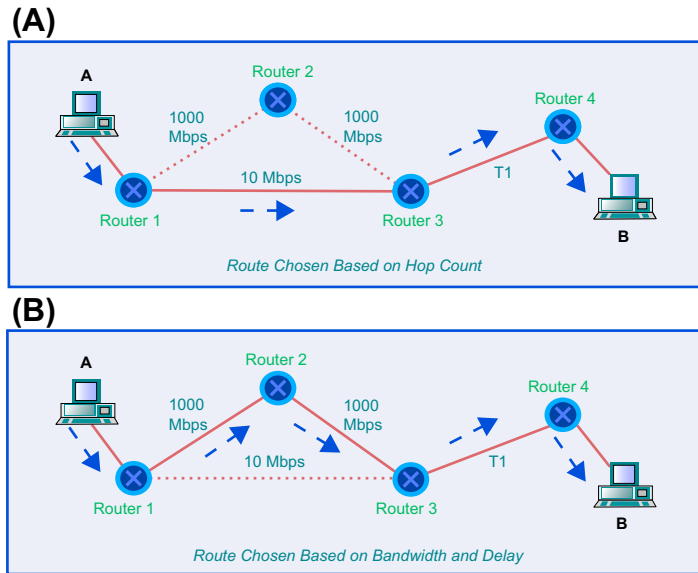 (A)
A
Router 2
Router 4
1000
Mbps
1000
Mbps
10 Mbps
T1
Router 1
Router 3
B
Route Chosen Based on Hop Count
(B)
A
Router 2
Router 4
1000
Mbps
1000
Mbps
10 Mbps
T1
Router 1
Router 3
B
Route Chosen Based on Bandwidth and Delay